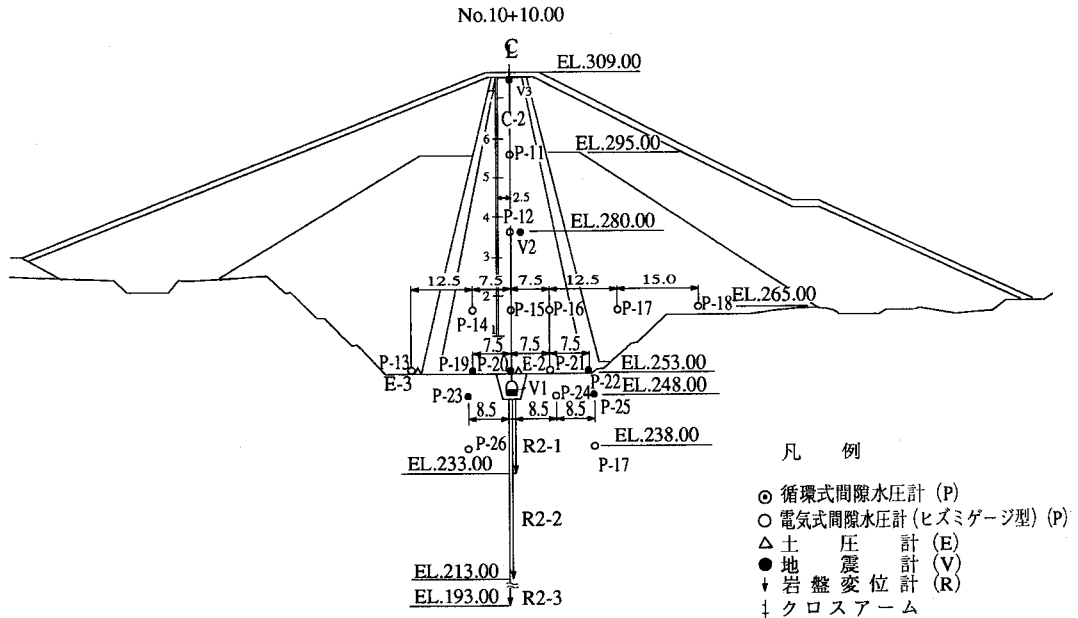 No.10+10.00
℄
EL.309.00
V3
C-2
6
P-11
EL.295.00
2.5
4
P-12
EL.280.00
V2
3
12.5 7.5 7.5 12.5 15.0
2
P-14 P-15 P-16 P-17 P-18 EL.265.00
1
7.5 7.5 7.5
P-13 P-19 P-20 E-2 P-21 EL.253.00
E-3 V1 P-22 EL.248.00
P-23 P-24 P-25
8.5 8.5 8.5
P-26 R2-1 EL.238.00
P-17
EL.233.00
R2-2
EL.213.00
EL.193.00 R2-3
凡 例
循環式間隙水圧計 (P)
電気式間隙水圧計(ヒズミゲージ型) (P)
土圧計 (E)
地震計 (V)
岩盤変位計 (R)
クロスアーム